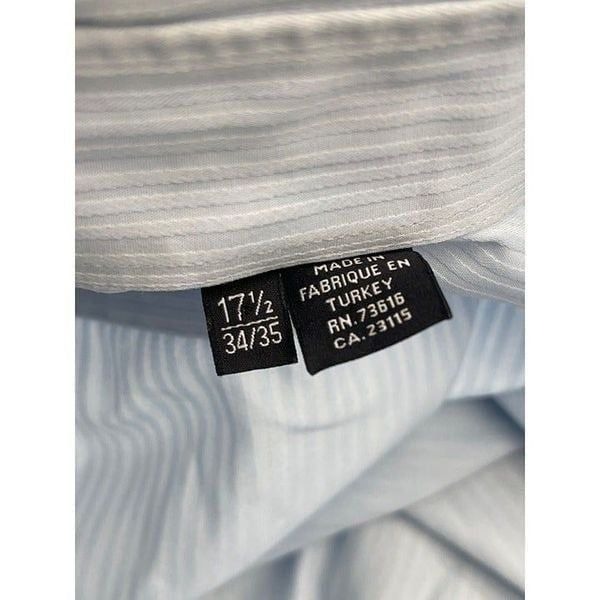 17½
34/35
MADE IN
FABRIQUE EN
TURKEY
RN.73616
CA.23115